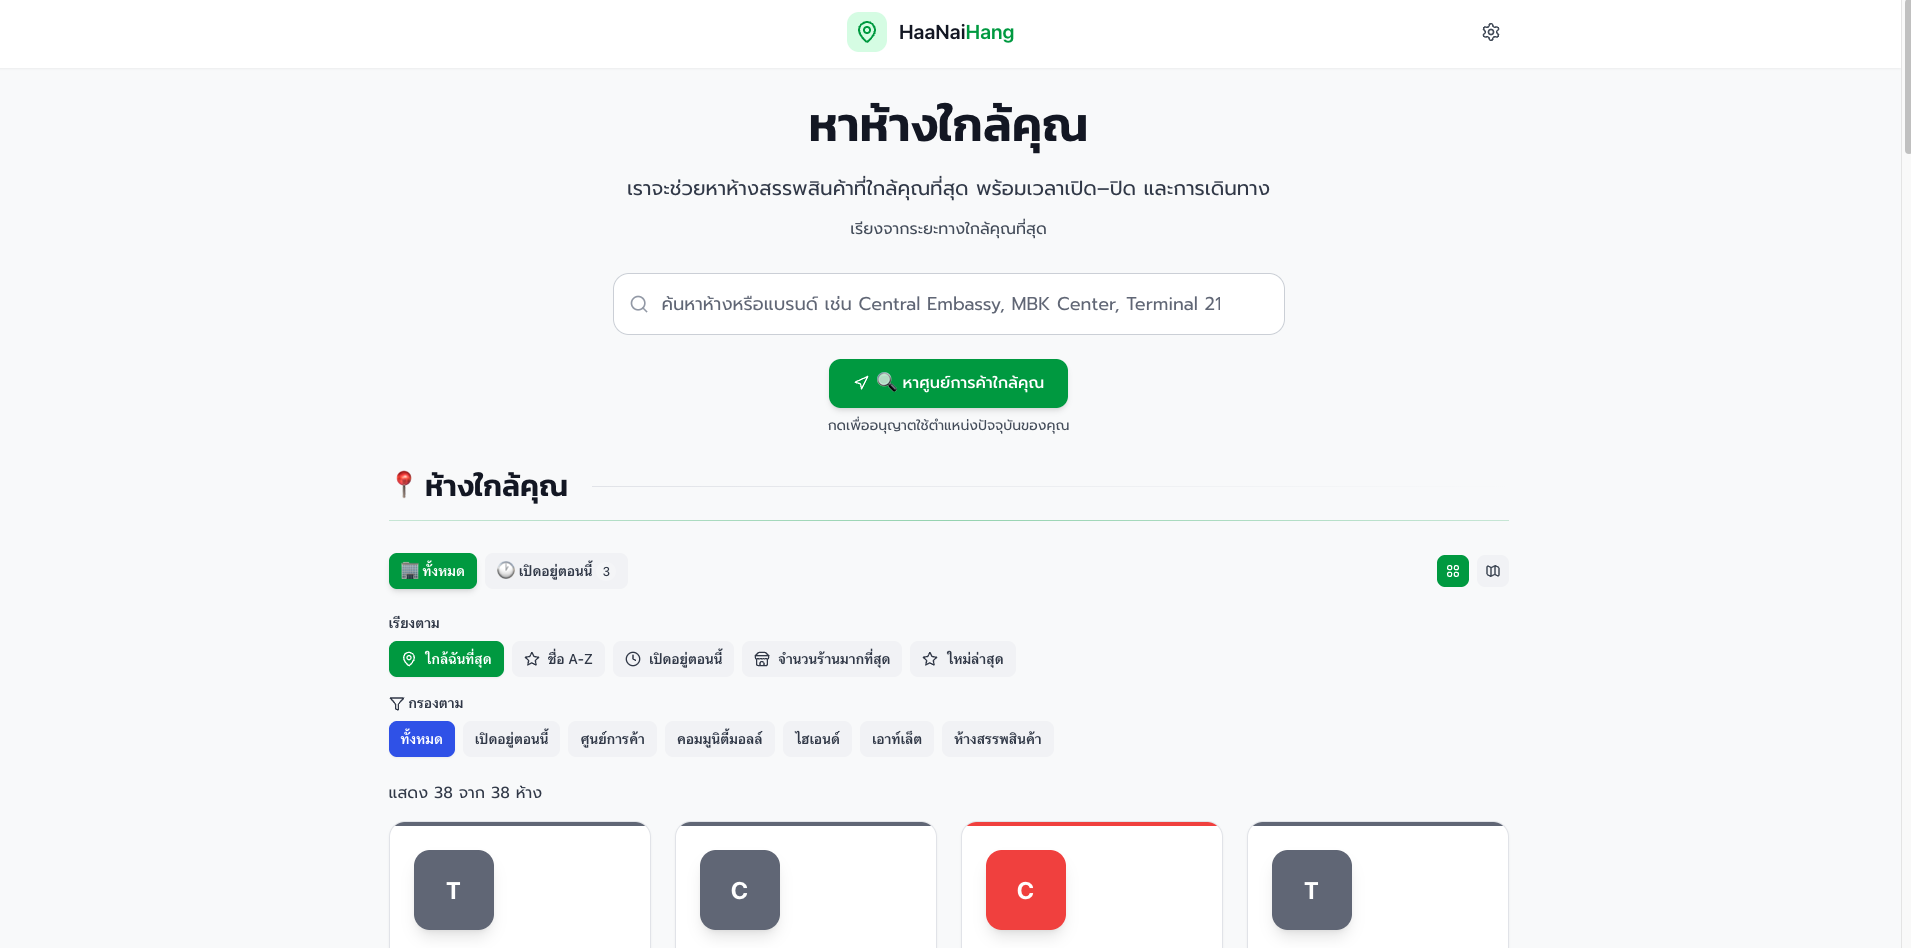 HaaNaiHang
หาห้างใกล้คุณ
เราจะช่วยหาห้างสรรพสินค้าที่ใกล้คุณที่สุด พร้อมเวลาเปิด–ปิด และการเดินทาง
เรียงจากระยะทางใกล้คุณที่สุด
ค้นหาห้างหรือแบรนด์ เช่น Central Embassy, MBK Center, Terminal 21
หาศูนย์การค้าใกล้คุณ
กดเพื่ออนุญาตใช้ตำแหน่งปัจจุบันของคุณ
ห้างใกล้คุณ
ทั้งหมด เปิดอยู่ตอนนี้ 3
เรียงตาม
ใกล้ฉันที่สุด ชื่อ A-Z เปิดอยู่ตอนนี้ จำนวนร้านมากที่สุด ใหม่ล่าสุด
กรองตาม
ทั้งหมด เปิดอยู่ตอนนี้ ศูนย์การค้า คอมมูนิตี้มอลล์ ไฮเอนด์ เอาท์เล็ต ห้างสรรพสินค้า
แสดง 38 จาก 38 ห้าง
T C C T